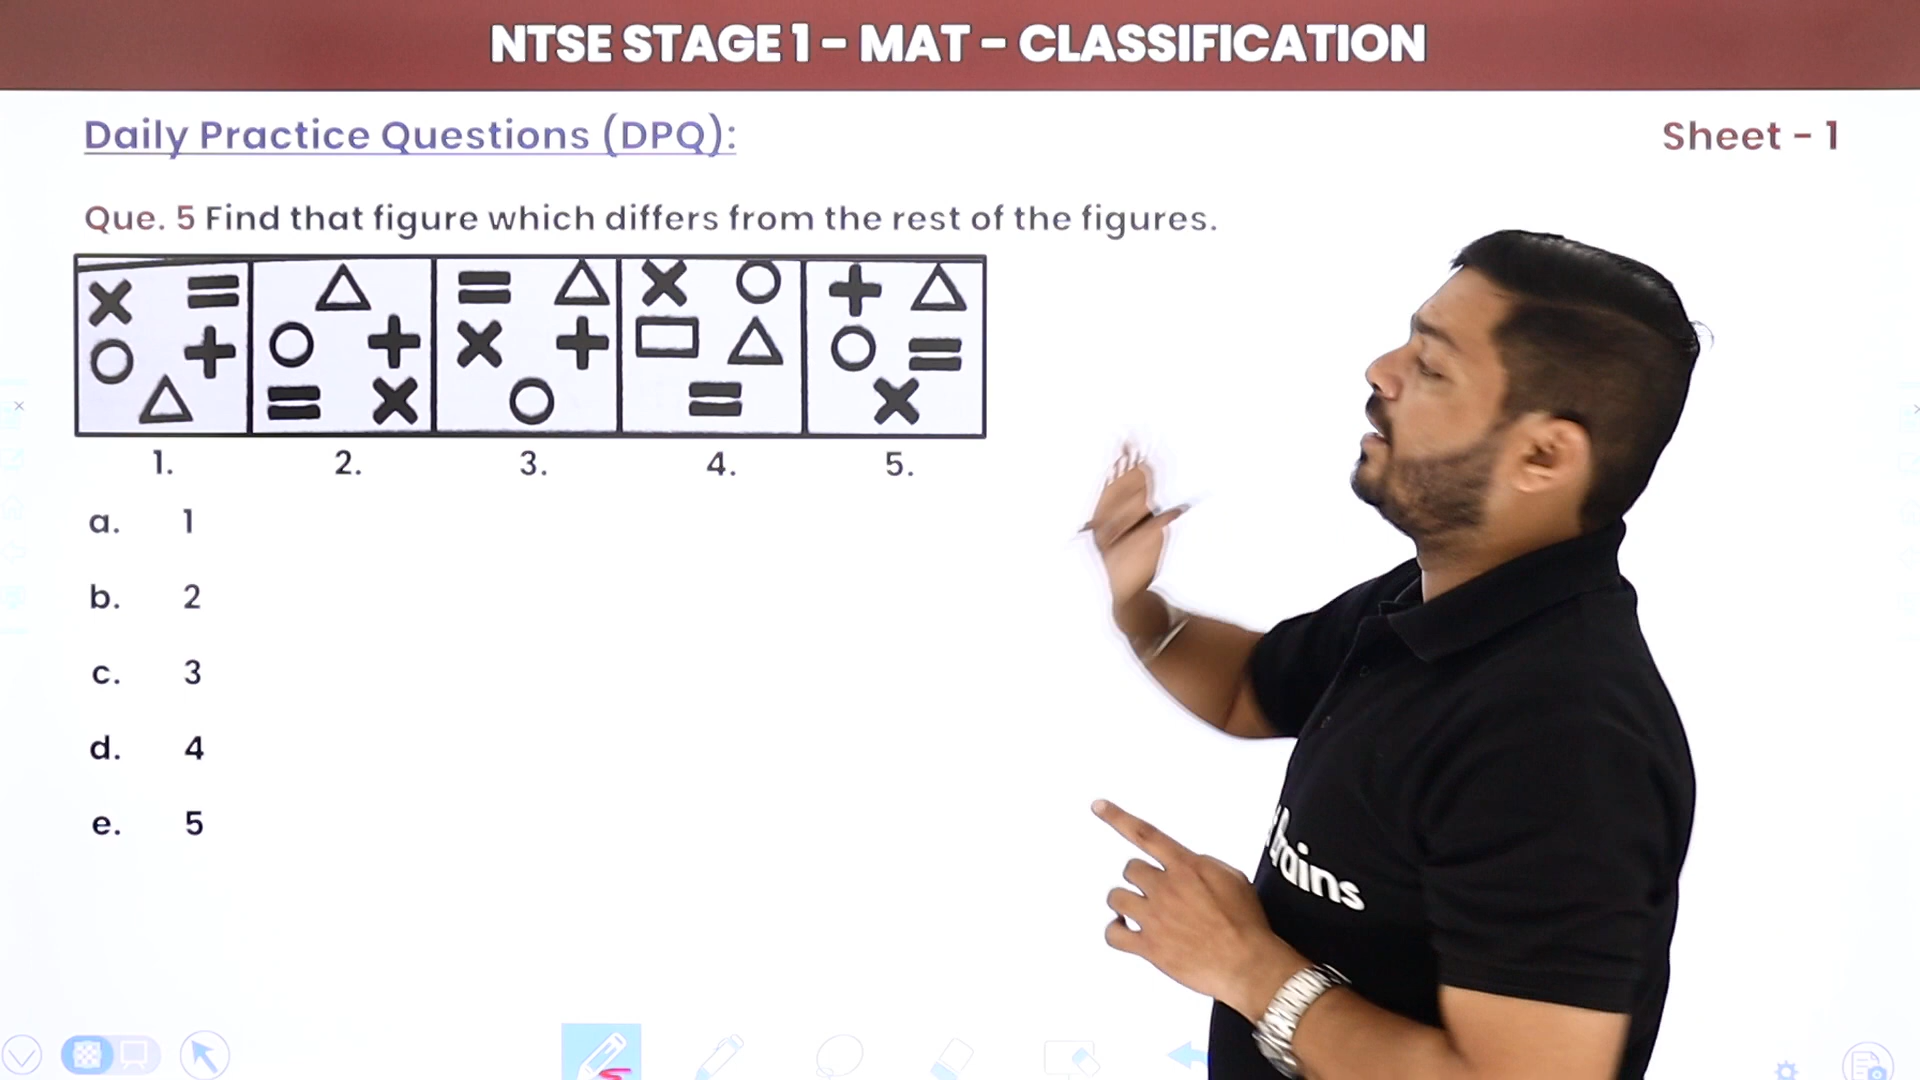 NTSE STAGE 1 - MAT - CLASSIFICATION
Daily Practice Questions (DPQ):
Sheet - 1
Que. 5 Find that figure which differs from the rest of the figures.
1. 2. 3. 4. 5.
a. 1
b. 2
c. 3
d. 4
e. 5